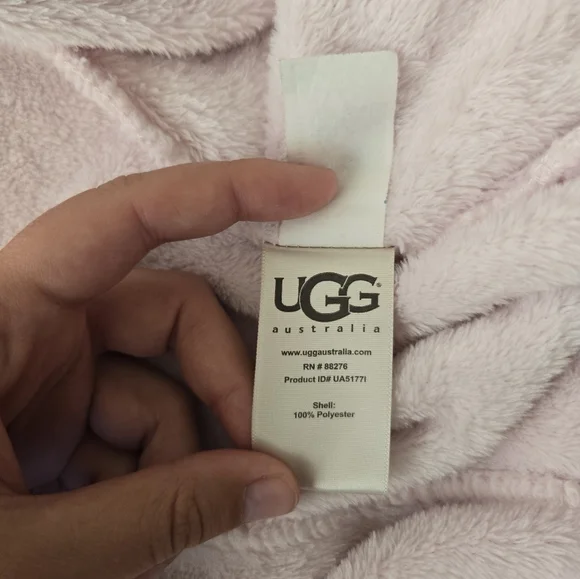 UGG®
australia
www.uggaustralia.com
RN # 88276
Product ID# UA5177I
Shell:
100% Polyester